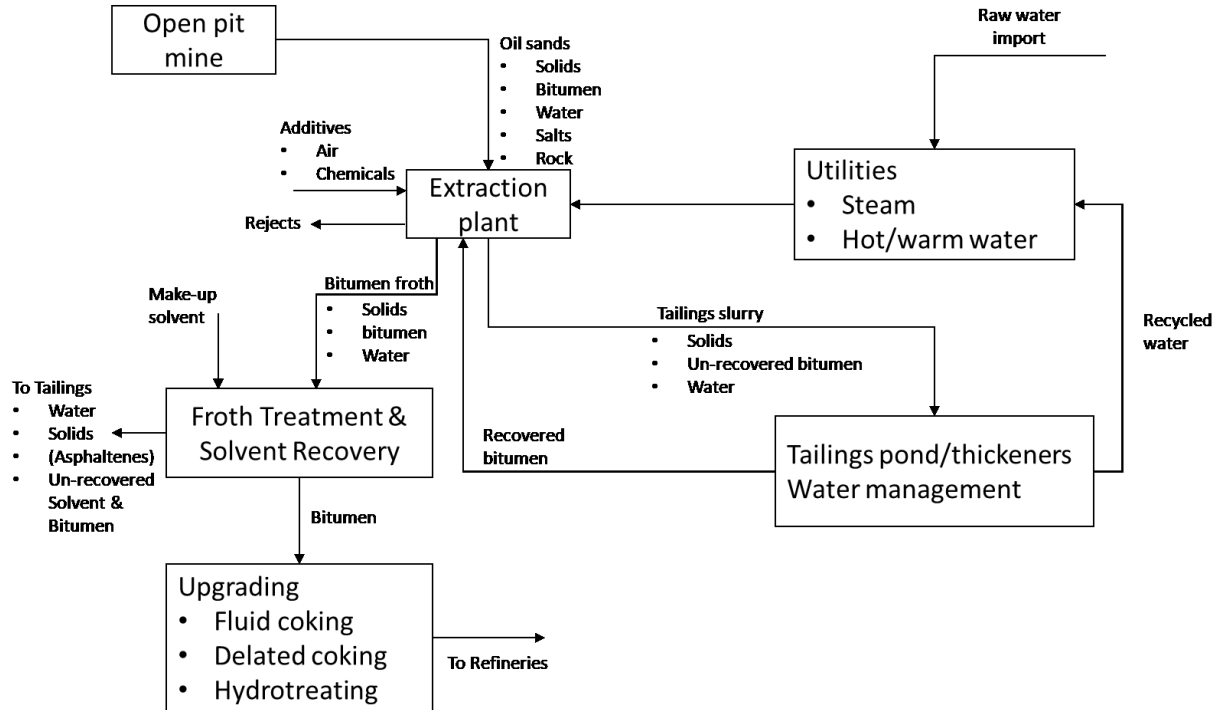 Open pit
mine
Oil sands
• Solids
• Bitumen
• Water
• Salts
• Rock
Raw water
import
Additives
• Air
• Chemicals
Extraction
plant
Rejects
Utilities
• Steam
• Hot/warm water
Make-up
solvent
Bitumen froth
• Solids
• bitumen
• Water
Tailings slurry
• Solids
• Un-recovered bitumen
• Water
Recycled
water
To Tailings
• Water
• Solids
• (Asphaltenes)
• Un-recovered
Solvent &
Bitumen
Froth Treatment &
Solvent Recovery
Recovered
bitumen
Tailings pond/thickeners
Water management
Bitumen
Upgrading
• Fluid coking
• Delated coking
• Hydrotreating
To Refineries